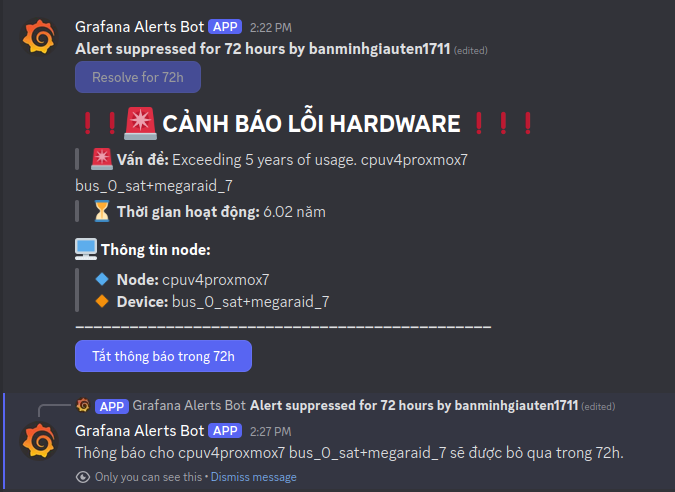 Grafana Alerts Bot APP 2:22 PM
Alert suppressed for 72 hours by banminhgiauten1711 (edited)
Resolve for 72h
❗❗🚨 CẢNH BÁO LỖI HARDWARE ❗❗❗
🚨 Vấn đề: Exceeding 5 years of usage. cpuv4proxmox7
bus_0_sat+megaraid_7
⏳ Thời gian hoạt động: 6.02 năm
🖥️ Thông tin node:
🔹 Node: cpuv4proxmox7
🔸 Device: bus_0_sat+megaraid_7
----------------------------------------------
Tắt thông báo trong 72h
APP Grafana Alerts Bot Alert suppressed for 72 hours by banminhgiauten1711 (edited)
Grafana Alerts Bot APP 2:27 PM
Thông báo cho cpuv4proxmox7 bus_0_sat+megaraid_7 sẽ được bỏ qua trong 72h.
Only you can see this • Dismiss message